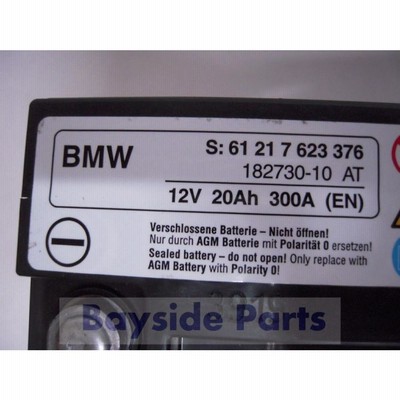 BMW
S: 61 21 7 623 376
182730-10 AT
12V 20Ah 300A (EN)
Verschlossene Batterie - Nicht öffnen!
Nur durch AGM Batterie mit Polarität 0 ersetzen!
Sealed battery - do not open! Only replace with
AGM Battery with Polarity 0!
Bayside Parts